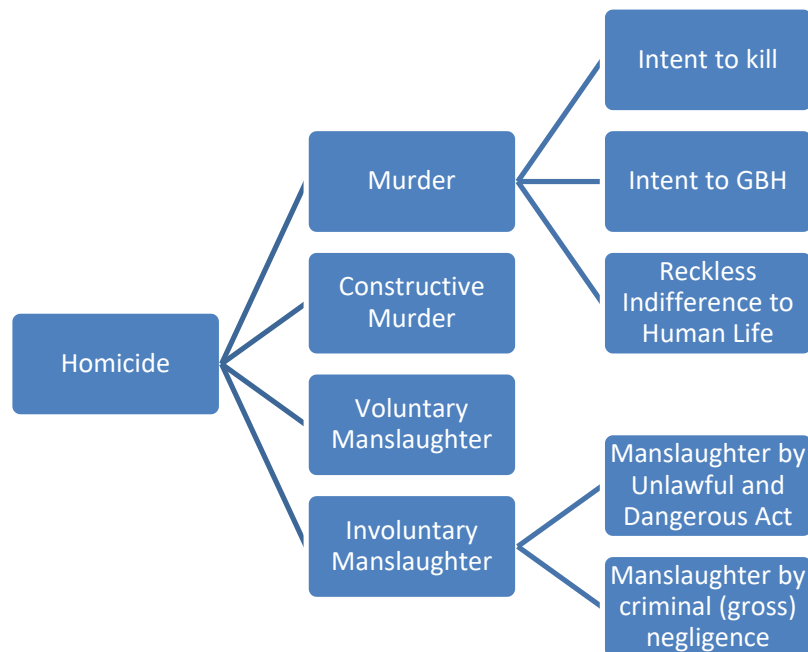 Homicide
Murder
Intent to kill
Intent to GBH
Reckless
Indifference to
Human Life
Constructive
Murder
Voluntary
Manslaughter
Involuntary
Manslaughter
Manslaughter by
Unlawful and
Dangerous Act
Manslaughter by
criminal (gross)
negligence